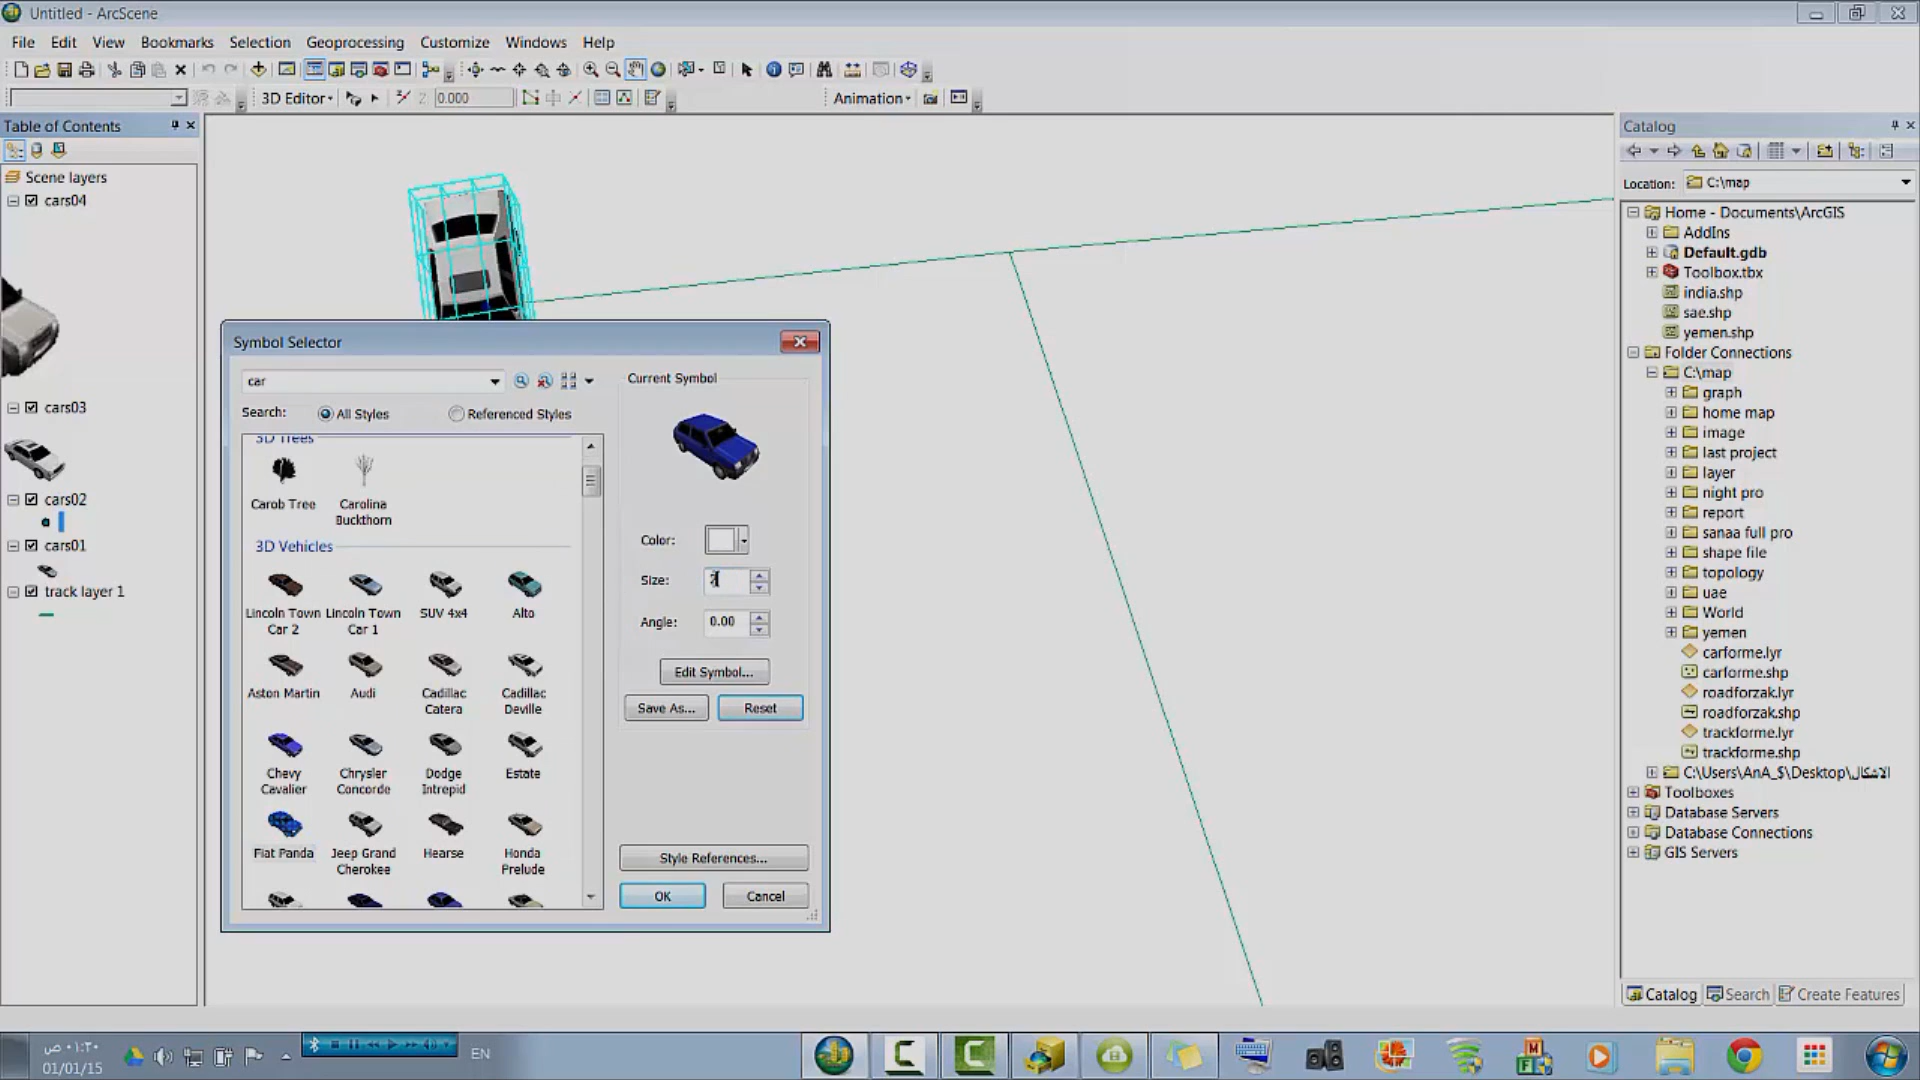 Untitled - ArcScene
File Edit View Bookmarks Selection Geoprocessing Customize Windows Help
3D Editor Z 0.000 Animation
Table of Contents
Scene layers
cars04
cars03
cars02
cars01
track layer 1
Symbol Selector
car
Search: All Styles Referenced Styles
3D Trees
Carob Tree
Carolina Buckthorn
3D Vehicles
Lincoln Town Car 2
Lincoln Town Car 1
SUV 4x4
Alto
Aston Martin
Audi
Cadillac Catera
Cadillac Deville
Chevy Cavalier
Chrysler Concorde
Dodge Intrepid
Estate
Fiat Panda
Jeep Grand Cherokee
Hearse
Honda Prelude
Current Symbol
Color:
Size:
Angle: 0.00
Edit Symbol...
Save As... Reset
Style References...
OK Cancel
Catalog
Location: C:\map
Home - Documents\ArcGIS
AddIns
Default.gdb
Toolbox.tbx
india.shp
sae.shp
yemen.shp
Folder Connections
C:\map
graph
home map
image
last project
layer
night pro
report
sanaa full pro
shape file
topology
uae
World
yemen
carforme.lyr
carforme.shp
roadforzak.lyr
roadforzak.shp
trackforme.lyr
trackforme.shp
C:\Users\AnA_$\Desktop\الاشكال
Toolboxes
Database Servers
Database Connections
GIS Servers
Catalog Search Create Features
٠١:٢٠ ص
01/01/15
EN